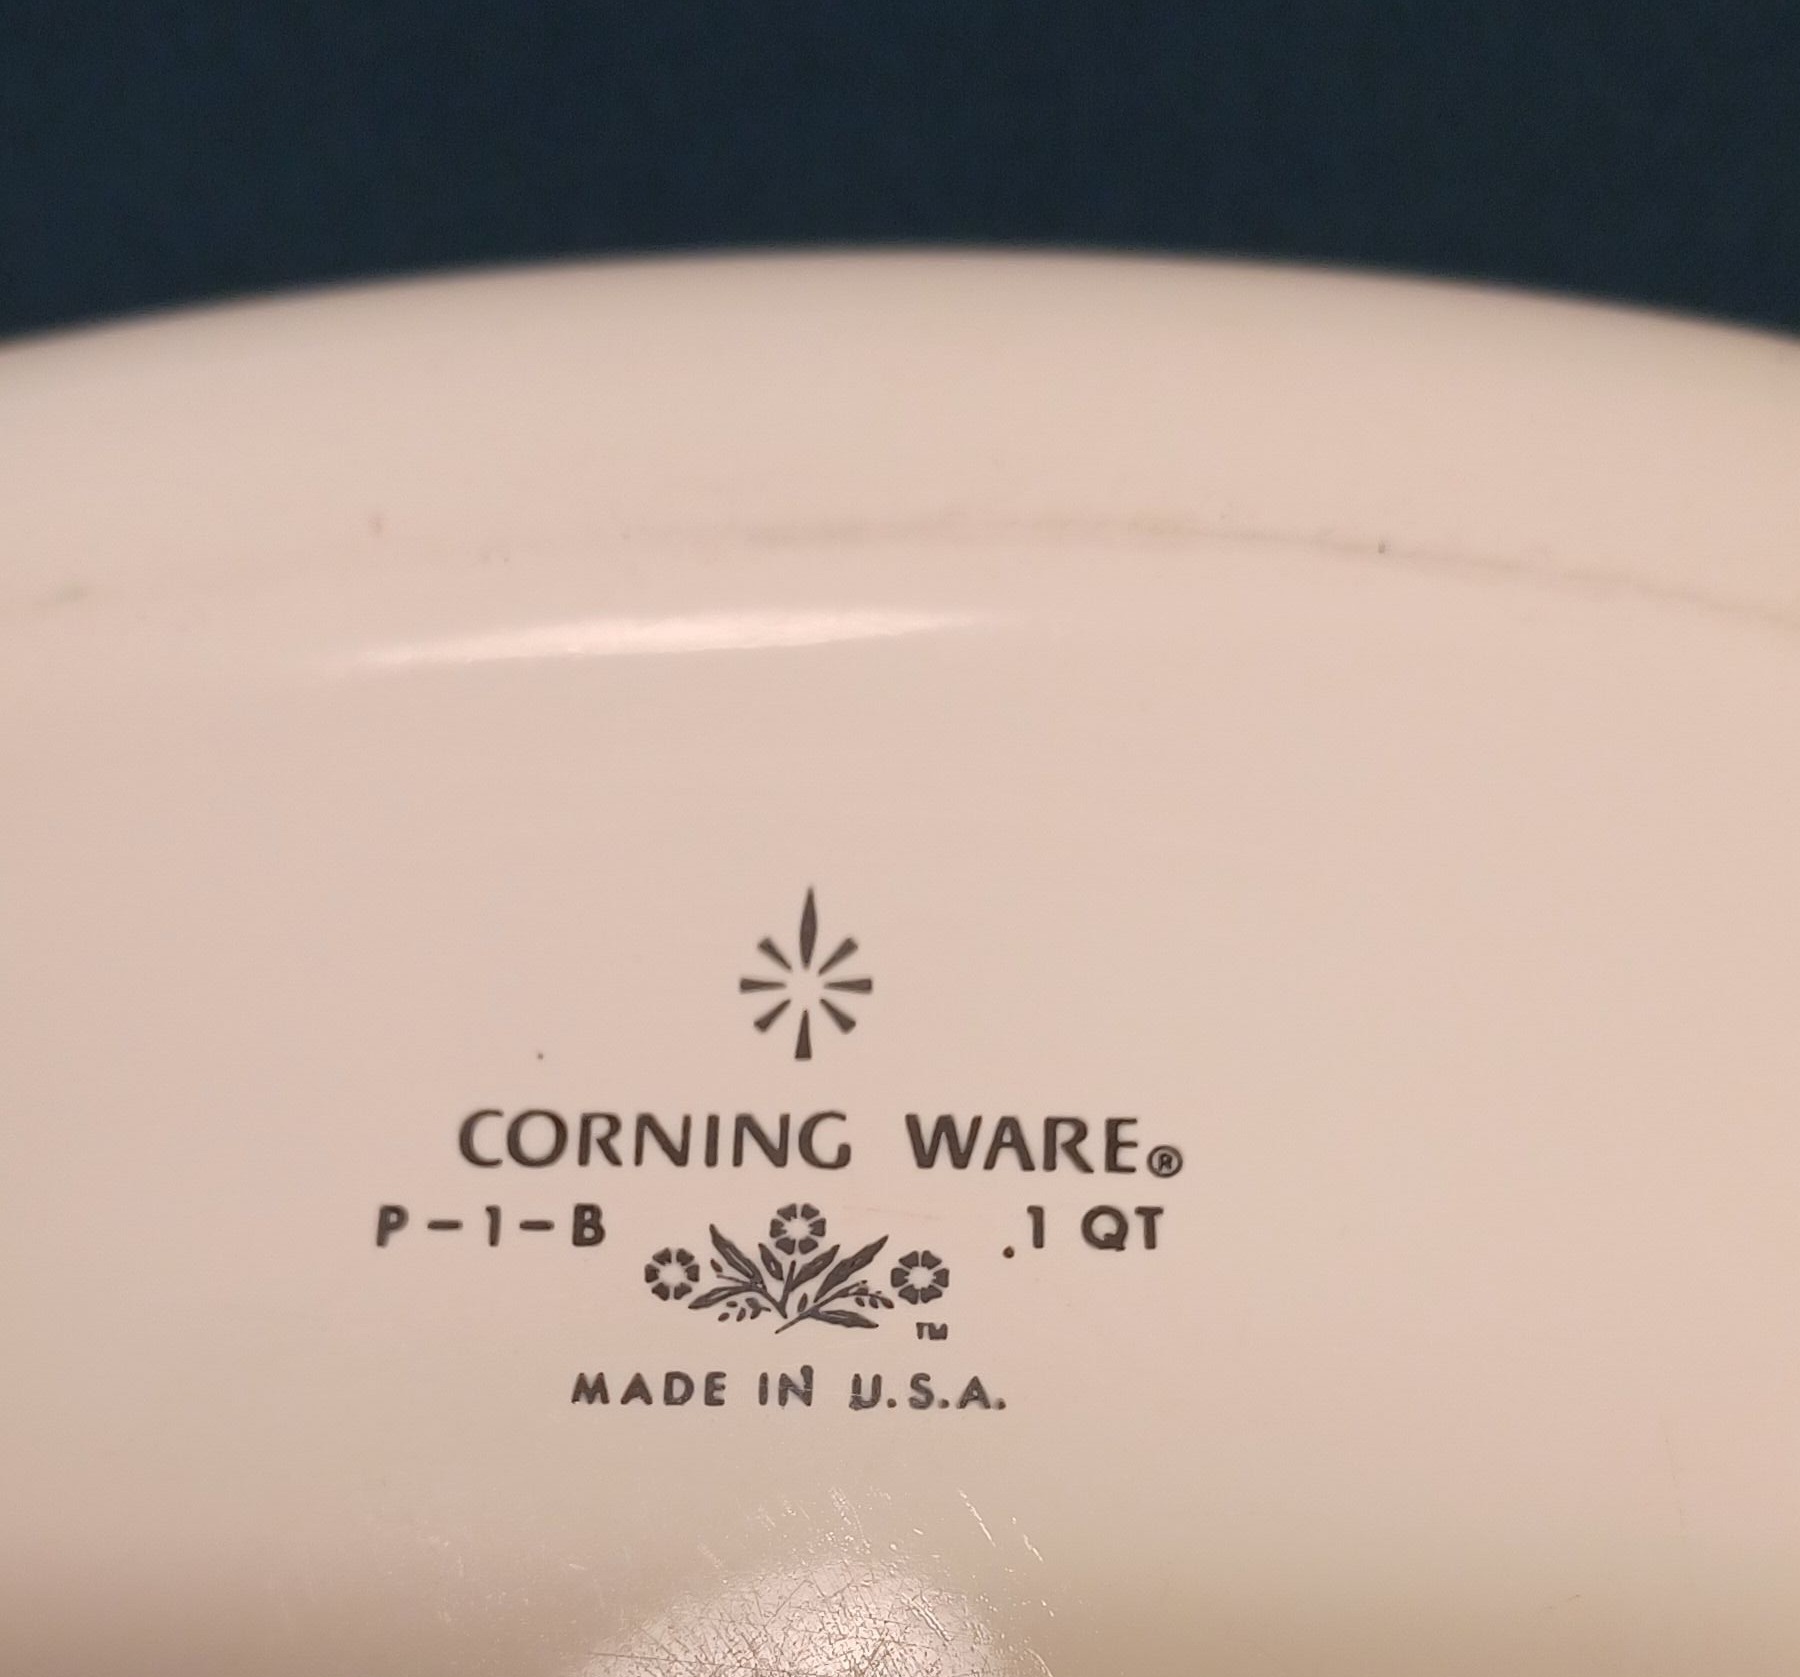 CORNING WARE®
P-1-B .1 QT
TM
MADE IN U.S.A.